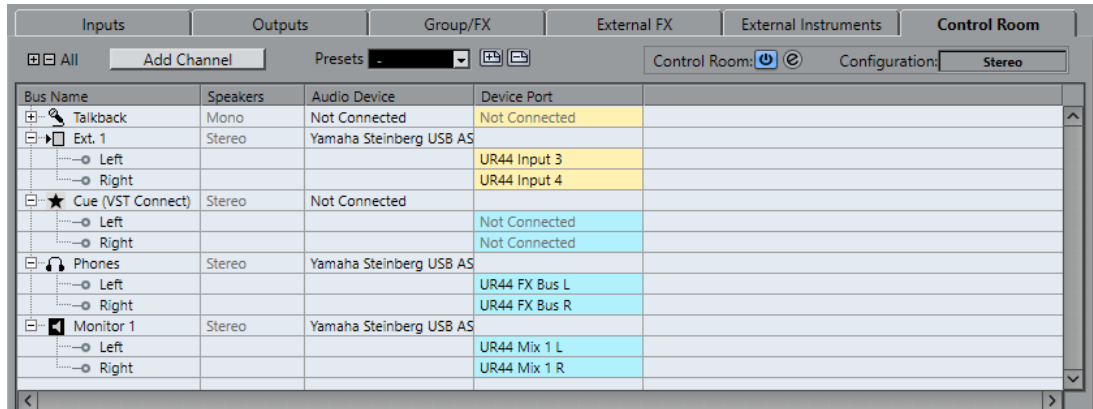 Inputs Outputs Group/FX External FX External Instruments Control Room
All Add Channel Presets - Control Room: e Configuration: Stereo
Bus Name Speakers Audio Device Device Port
Talkback Mono Not Connected Not Connected
Ext. 1 Stereo Yamaha Steinberg USB AS
Left UR44 Input 3
Right UR44 Input 4
Cue (VST Connect) Stereo Not Connected
Left Not Connected
Right Not Connected
Phones Stereo Yamaha Steinberg USB AS
Left UR44 FX Bus L
Right UR44 FX Bus R
Monitor 1 Stereo Yamaha Steinberg USB AS
Left UR44 Mix 1 L
Right UR44 Mix 1 R